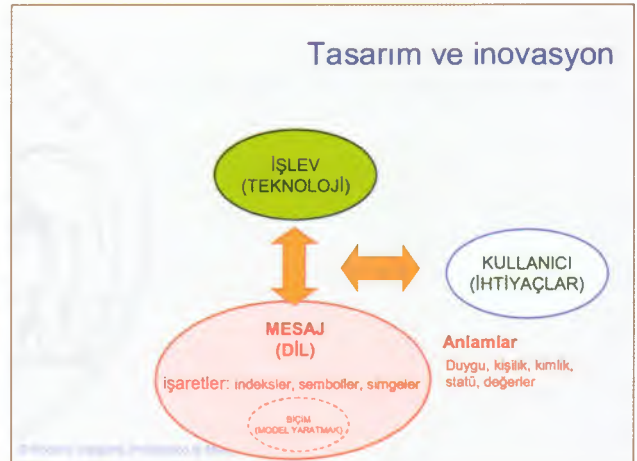 Tasarım ve inovasyon
İŞLEV
(TEKNOLOJİ)
KULLANICI
(İHTİYAÇLAR)
MESAJ
(DİL)
işaretler: indeksler, semboller, simgeler
BİÇİM
(MODEL YARATMAK)
Anlamlar
Duygu, kişilik, kimlik,
statü, değerler